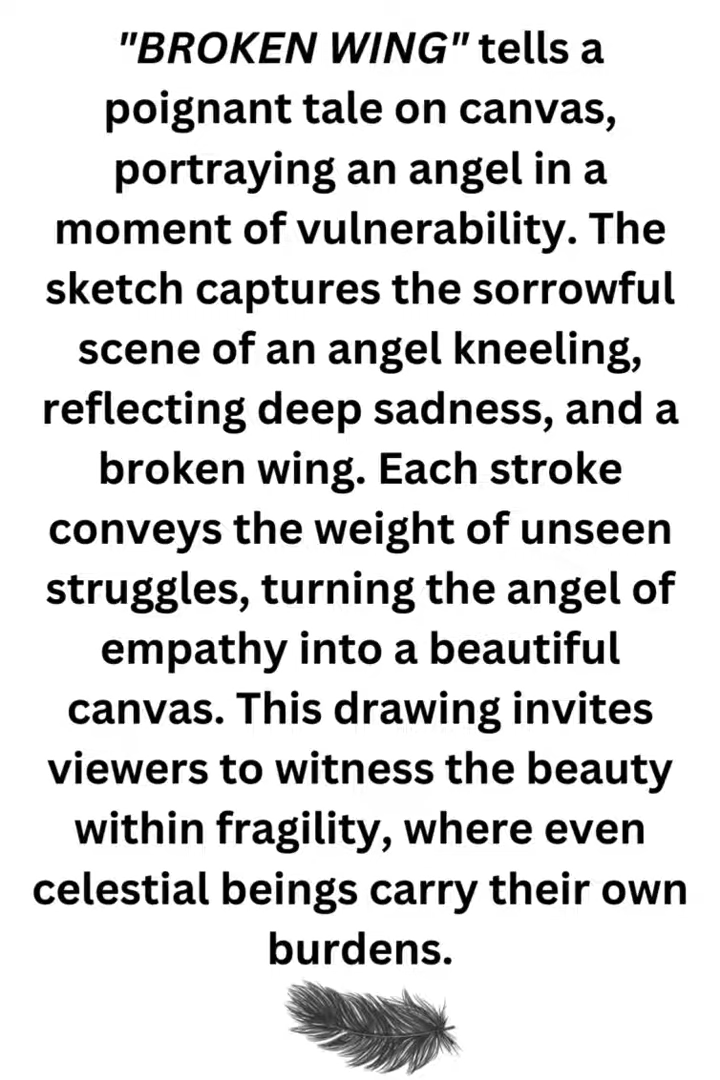 "BROKEN WING" tells a
poignant tale on canvas,
portraying an angel in a
moment of vulnerability. The
sketch captures the sorrowful
scene of an angel kneeling,
reflecting deep sadness, and a
broken wing. Each stroke
conveys the weight of unseen
struggles, turning the angel of
empathy into a beautiful
canvas. This drawing invites
viewers to witness the beauty
within fragility, where even
celestial beings carry their own
burdens.